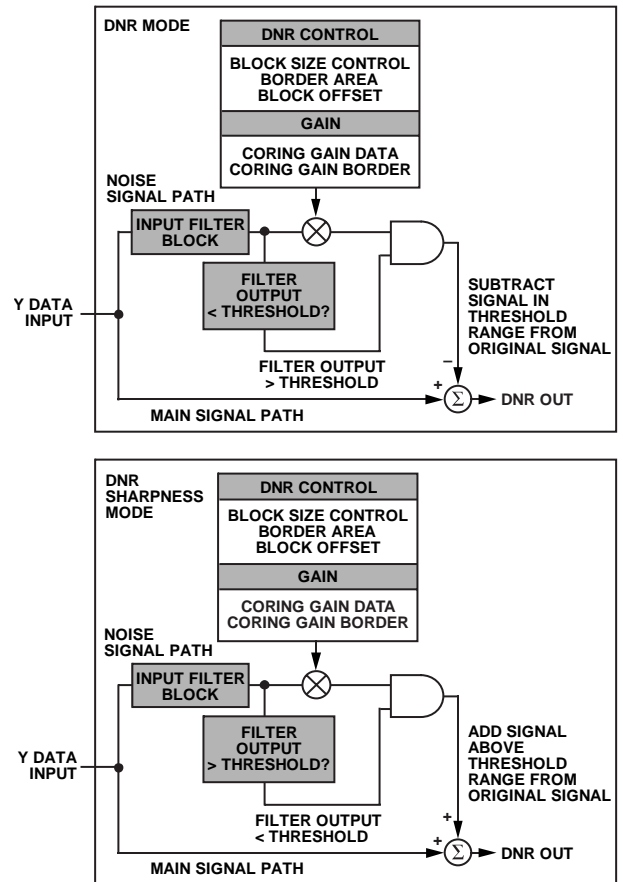 DNR MODE
DNR CONTROL
BLOCK SIZE CONTROL
BORDER AREA
BLOCK OFFSET
GAIN
CORING GAIN DATA
CORING GAIN BORDER
NOISE
SIGNAL PATH
INPUT FILTER
BLOCK
FILTER
OUTPUT
< THRESHOLD?
Y DATA
INPUT
SUBTRACT
SIGNAL IN
THRESHOLD
RANGE FROM
ORIGINAL SIGNAL
FILTER OUTPUT
> THRESHOLD
–
+
Σ
DNR OUT
MAIN SIGNAL PATH
DNR
SHARPNESS
MODE
DNR CONTROL
BLOCK SIZE CONTROL
BORDER AREA
BLOCK OFFSET
GAIN
CORING GAIN DATA
CORING GAIN BORDER
NOISE
SIGNAL PATH
INPUT FILTER
BLOCK
FILTER
OUTPUT
> THRESHOLD?
Y DATA
INPUT
ADD SIGNAL
ABOVE
THRESHOLD
RANGE FROM
ORIGINAL SIGNAL
FILTER OUTPUT
< THRESHOLD
+
+
Σ
DNR OUT
MAIN SIGNAL PATH